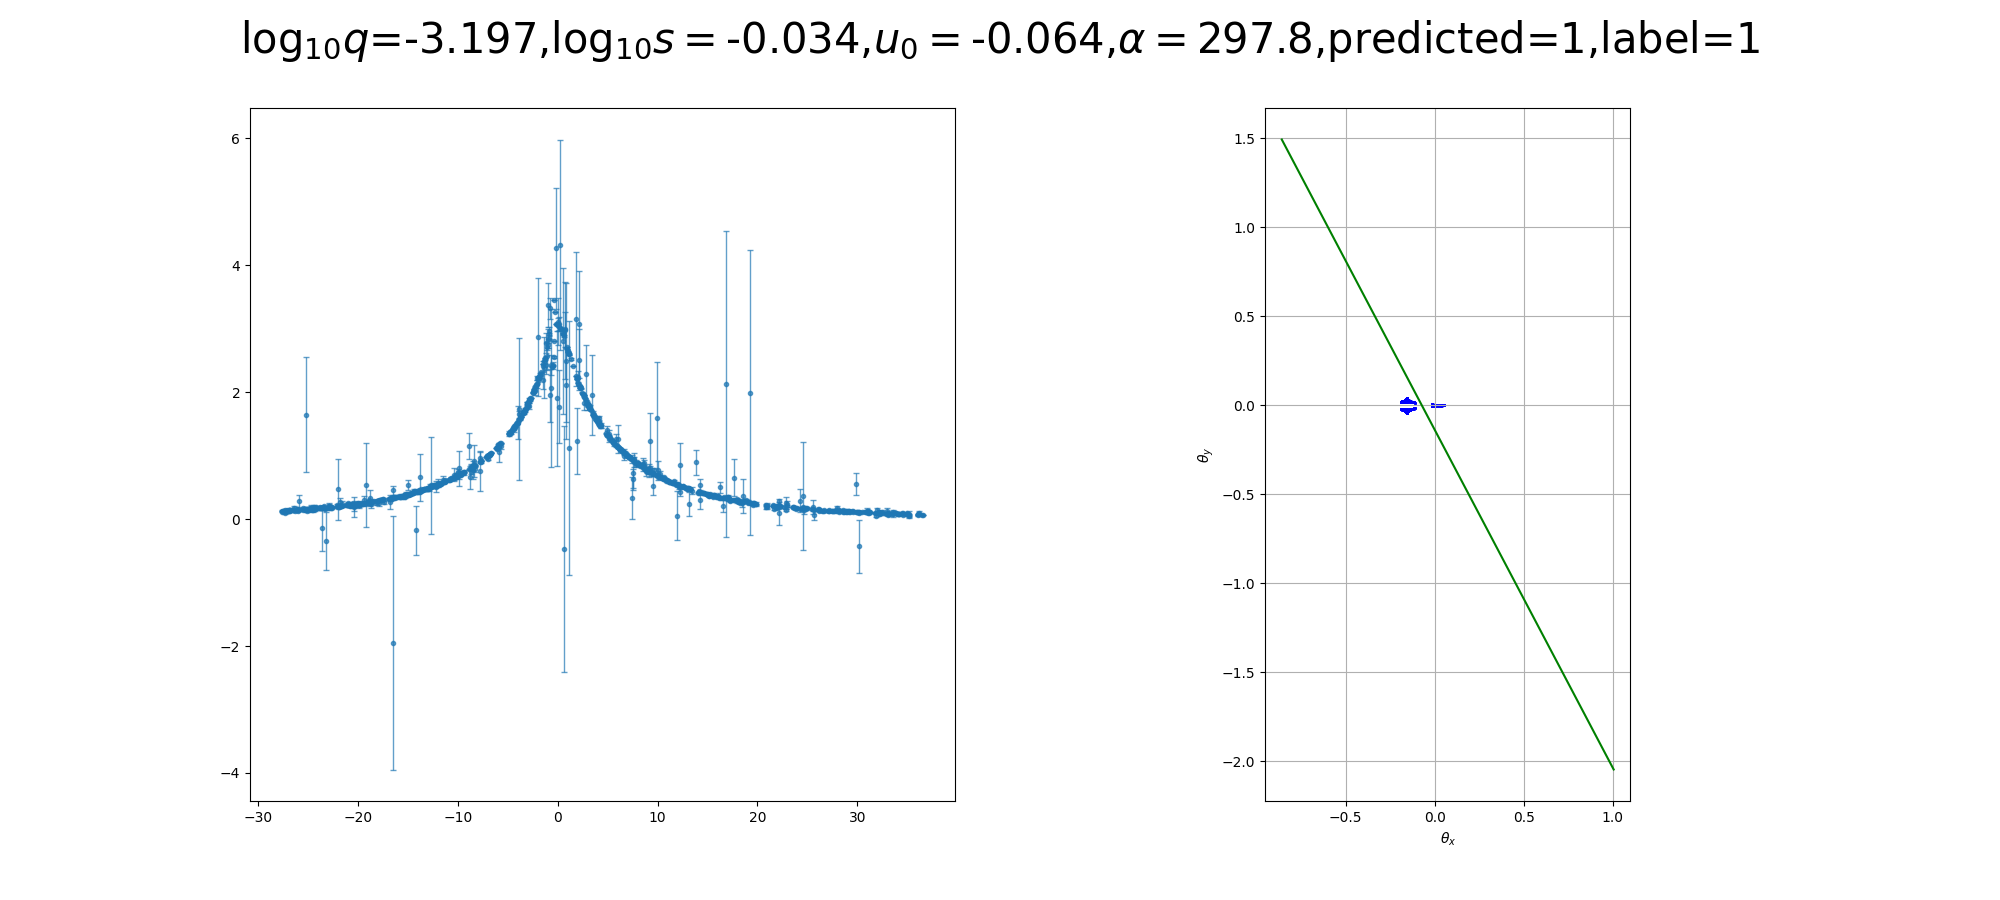 log₁₀q=-3.197,log₁₀s = -0.034,u₀ = -0.064,α = 297.8,predicted=1,label=1
6
4
2
0
−2
−4
−30 −20 −10 0 10 20 30
1.5
1.0
0.5
0.0
−0.5
−1.0
−1.5
−2.0
θ_y
−0.5 0.0 0.5 1.0
θₓ